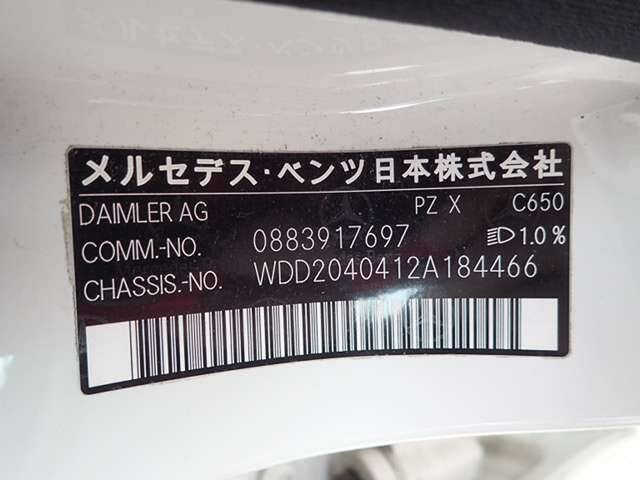 メルセデス・ベンツ日本株式会社
DAIMLER AG PZ X C650
COMM.-NO. 0883917697 1.0 %
CHASSIS.-NO. WDD2040412A184466